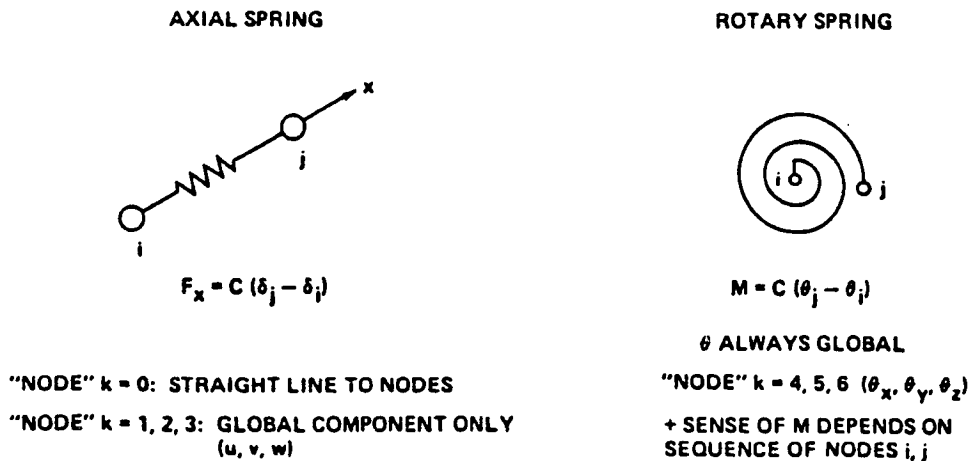 AXIAL SPRING
x
j
i
F_x = C (δ_j − δ_i)
"NODE" k = 0: STRAIGHT LINE TO NODES
"NODE" k = 1, 2, 3: GLOBAL COMPONENT ONLY
(u, v, w)
ROTARY SPRING
i
j
M = C (θ_j − θ_i)
θ ALWAYS GLOBAL
"NODE" k = 4, 5, 6 (θ_x, θ_y, θ_z)
+ SENSE OF M DEPENDS ON
SEQUENCE OF NODES i, j